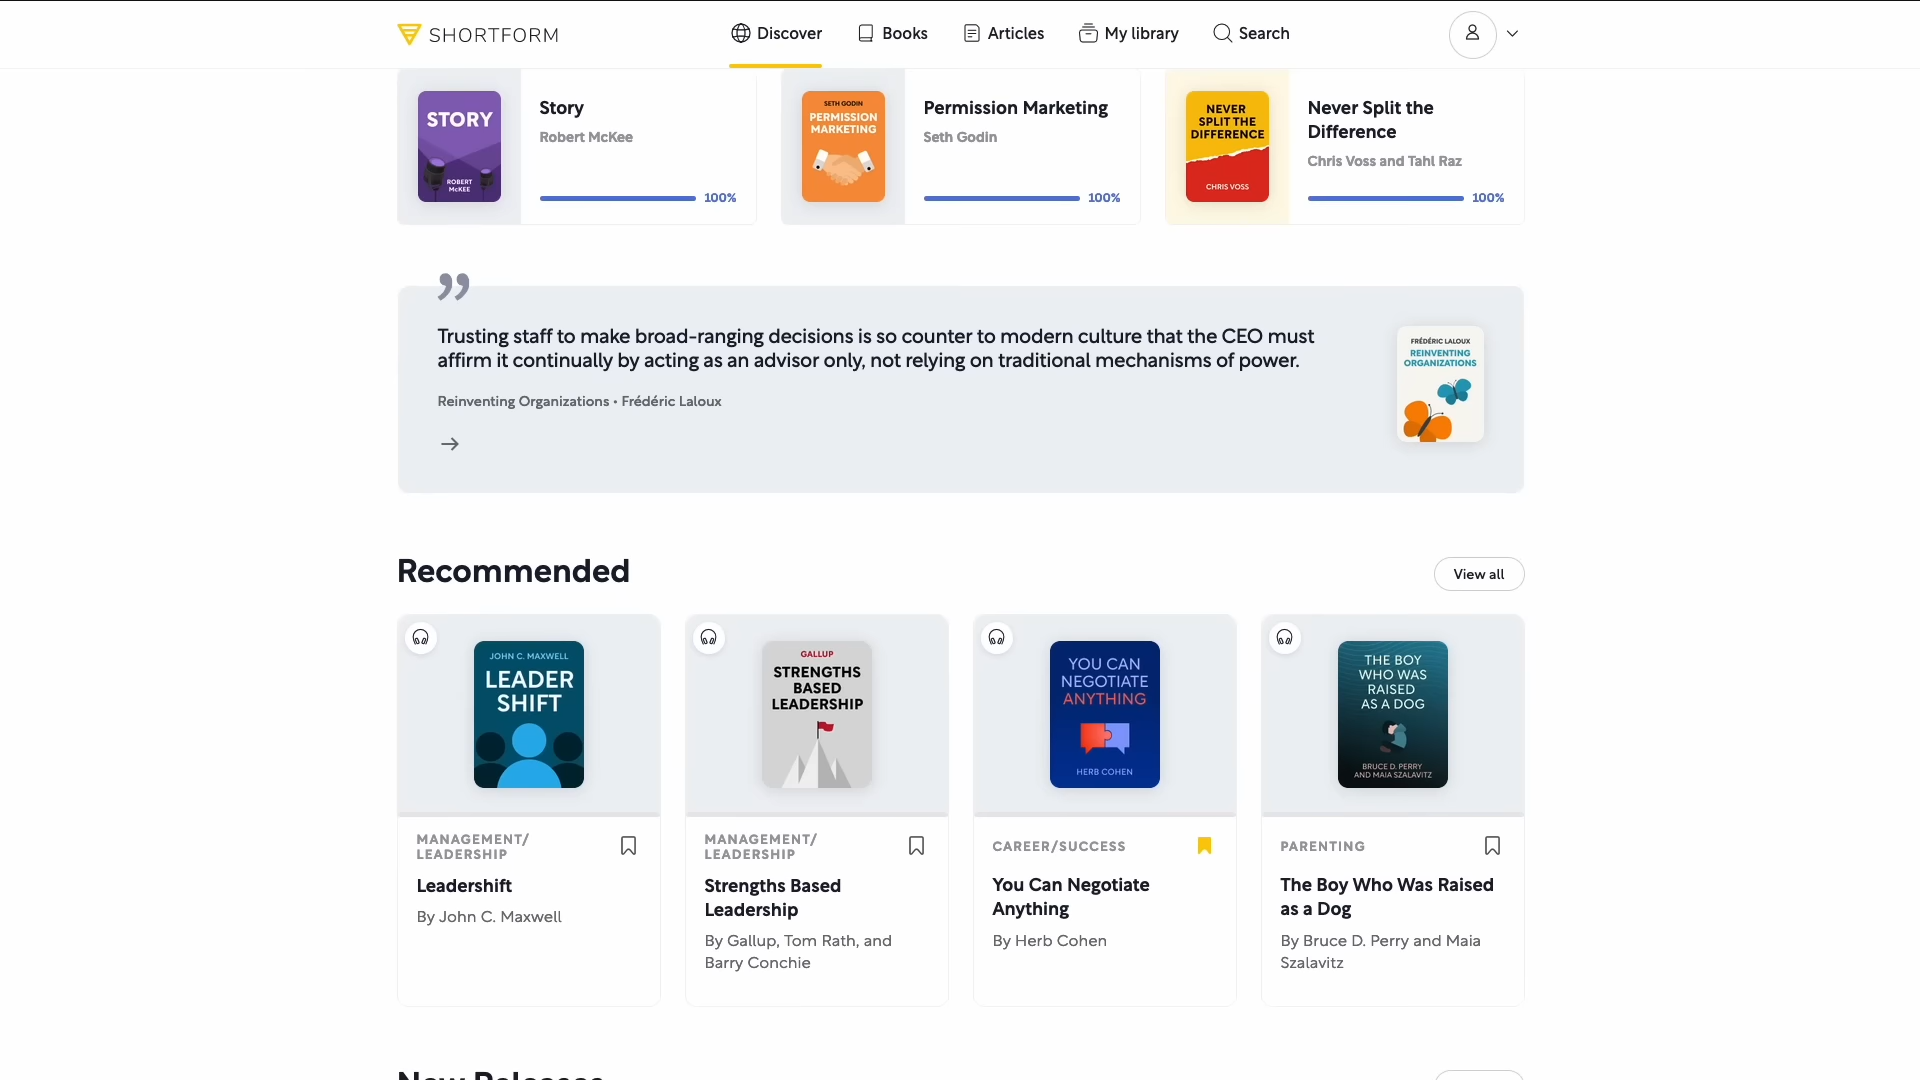 SHORTFORM
Discover
Books
Articles
My library
Search
STORY
ROBERT
McKEE
Story
Robert McKee
100%
SETH GODIN
PERMISSION
MARKETING
Permission Marketing
Seth Godin
100%
NEVER
SPLIT THE
DIFFERENCE
CHRIS VOSS
Never Split the
Difference
Chris Voss and Tahl Raz
100%
Trusting staff to make broad-ranging decisions is so counter to modern culture that the CEO must
affirm it continually by acting as an advisor only, not relying on traditional mechanisms of power.
Reinventing Organizations • Frédéric Laloux
FRÉDÉRIC LALOUX
REINVENTING
ORGANIZATIONS
Recommended
View all
JOHN C. MAXWELL
LEADER
SHIFT
MANAGEMENT/
LEADERSHIP
Leadershift
By John C. Maxwell
GALLUP
STRENGTHS
BASED
LEADERSHIP
MANAGEMENT/
LEADERSHIP
Strengths Based
Leadership
By Gallup, Tom Rath, and
Barry Conchie
YOU CAN
NEGOTIATE
ANYTHING
HERB COHEN
CAREER/SUCCESS
You Can Negotiate
Anything
By Herb Cohen
THE BOY
WHO WAS
RAISED
AS A DOG
BRUCE D. PERRY
AND MAIA SZALAVITZ
PARENTING
The Boy Who Was Raised
as a Dog
By Bruce D. Perry and Maia
Szalavitz
New Releases